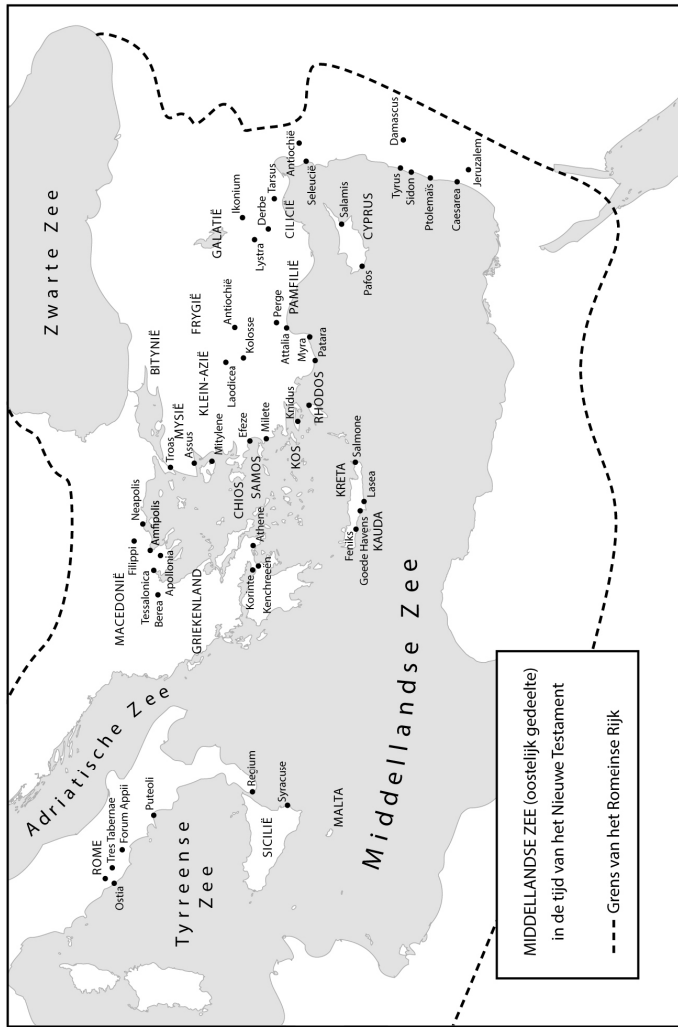 Zwarte Zee
Adriatische Zee
Tyrreense
Zee
Middellandse Zee
ROME
Tres Tabernae
Forum Appii
Ostia
Puteoli
Regium
SICILIË
Syracuse
MALTA
MACEDONIË
Filippi
Neapolis
Amfipolis
Tessalonica
Berea
Apollonia
GRIEKENLAND
Korinte
Kenchreeën
Athene
BITYNIË
MYSIË
Troas
Assus
Mitylene
KLEIN-AZIË
FRYGIË
Antiochië
Laodicea
Kolosse
CHIOS
SAMOS
Efeze
Milete
KOS
Knidus
RHODOS
Attalia
Perge
PAMFILIË
Myra
Patara
GALATIË
Ikonium
Lystra
Derbe
Tarsus
CILICIË
Antiochië
Seleucië
Salamis
CYPRUS
Pafos
KRETA
Salmone
Feniks
Goede Havens
Lasea
KAUDA
Damascus
Tyrus
Sidon
Ptolemaïs
Caesarea
Jeruzalem
MIDDELLANDSE ZEE (oostelijk gedeelte)
in de tijd van het Nieuwe Testament
Grens van het Romeinse Rijk